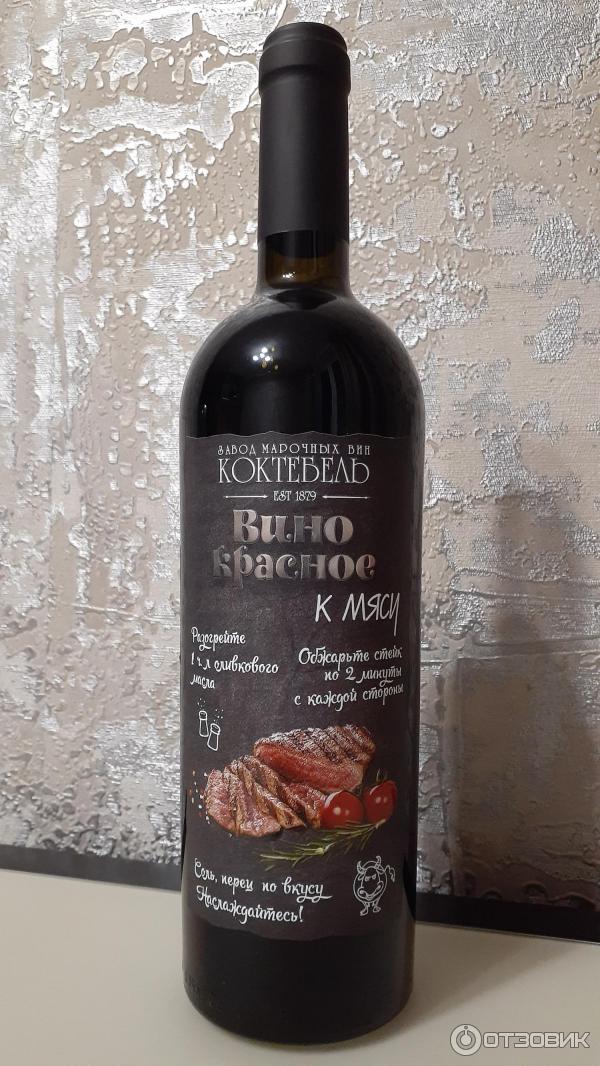 ЗАВОД МАРОЧНЫХ ВИН
КОКТЕБЕЛЬ
EST 1879
Вино
красное
к мясу
Разогрейте
1 ч. л оливкового
масла
Обжарьте стейк
по 2 минуты
с каждой стороны
Соль, перец по вкусу
Наслаждайтесь!
ОТЗОВИК